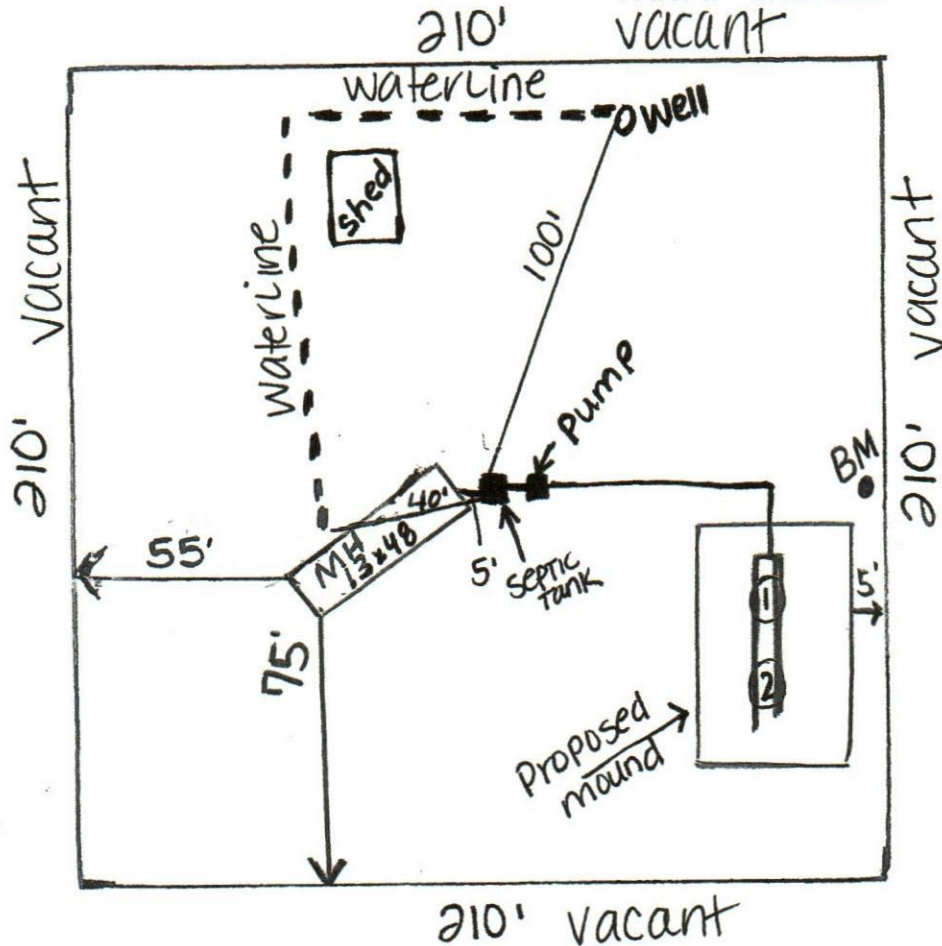 210' vacant
waterline
O well
shed
vacant
waterline
100'
vacant
pump
210'
BM
210'
40'
MH
13x48
55'
5'
septic
tank
1
5'
75'
2
Proposed
mound
210' vacant